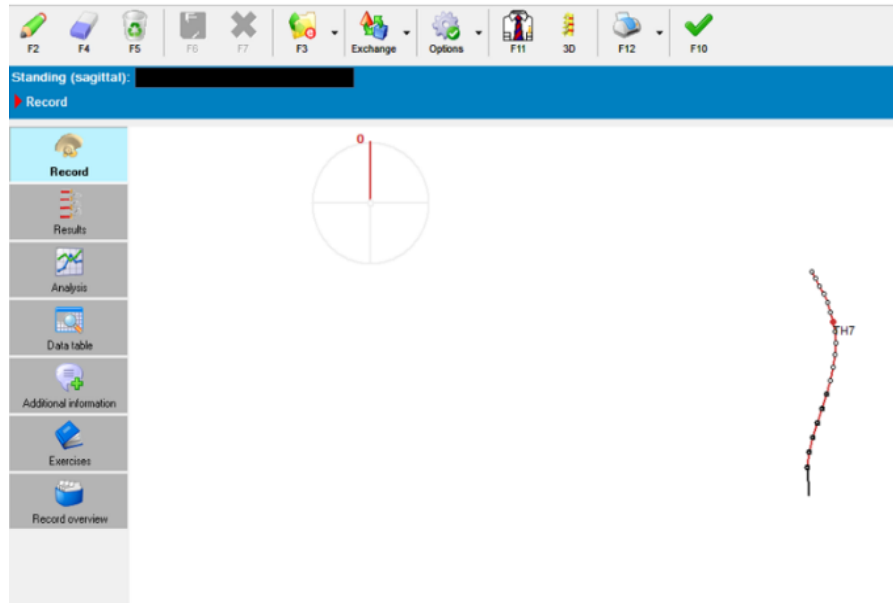 F2 F4 F5 F6 F7 F3 Exchange Options F11 3D F12 F10
Standing (sagittal):
Record
0
Record
Results
Analysis
Data table
Additional information
Exercises
Record overview
TH7